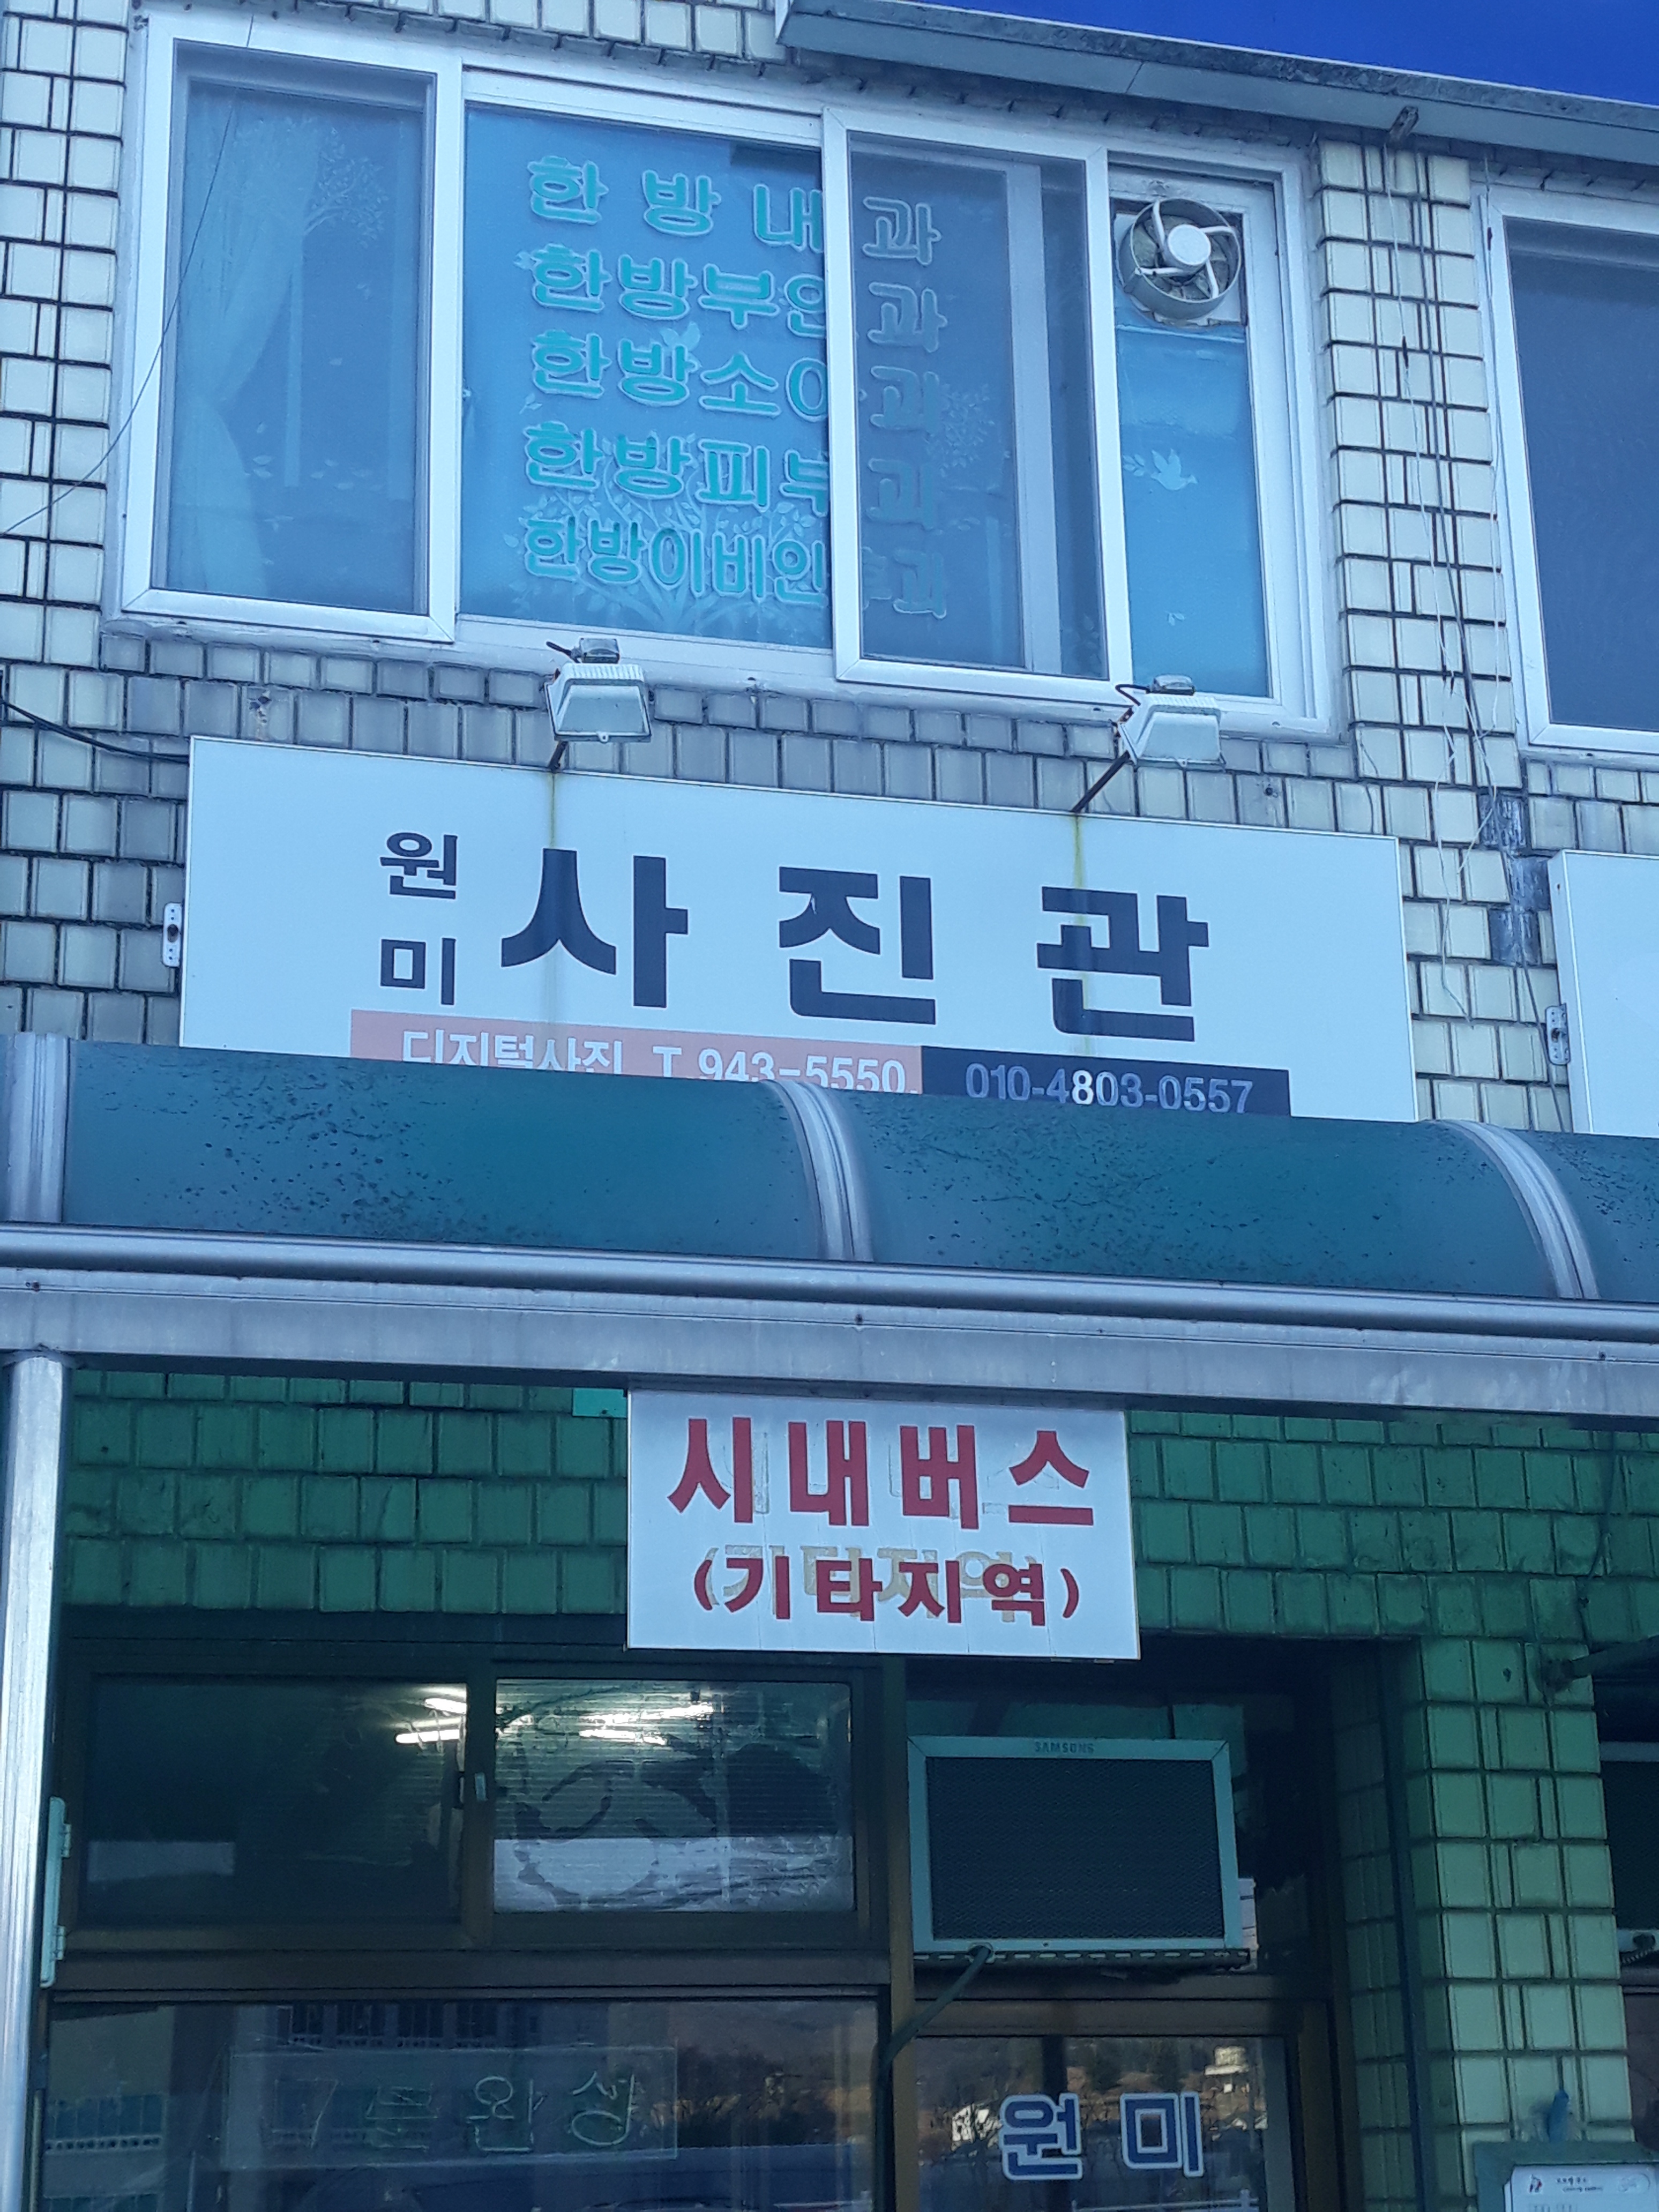 한방내과
한방부인과
한방소아과
한방피부과
한방이비인후과
원미 사진관
디지털사진 T.943-5550.
010-4803-0557
시내버스
(기타지역)
SAMSUNG
원미